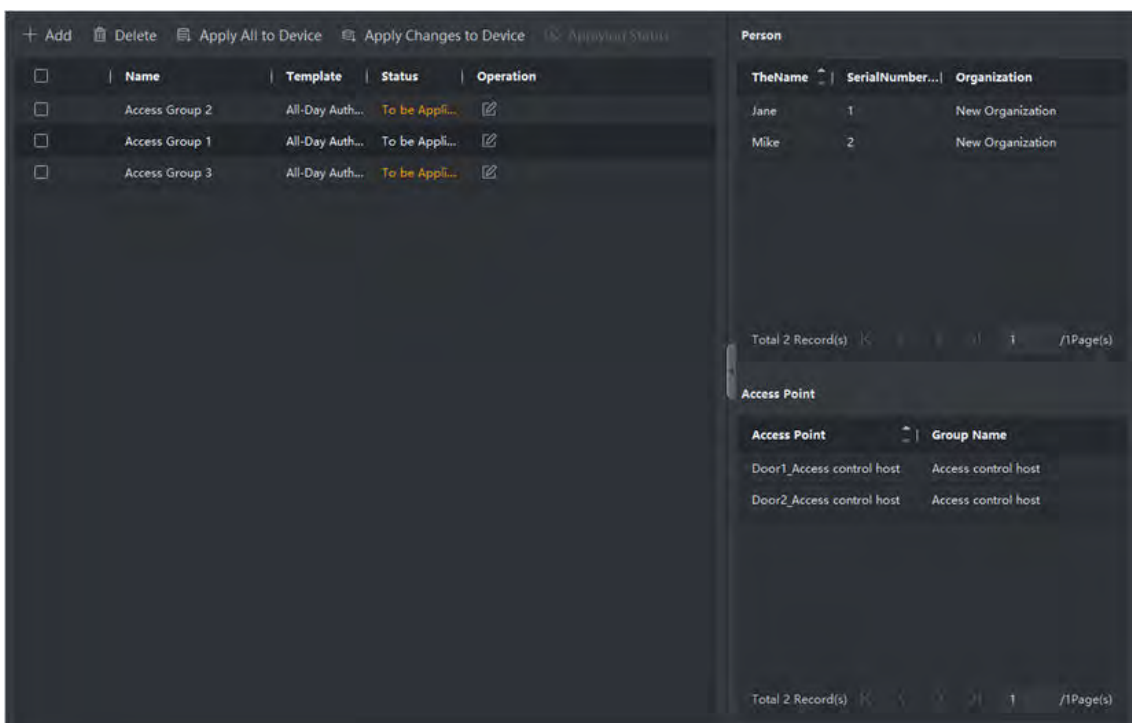 Add Delete Apply All to Device Apply Changes to Device Applying Status
Name Template Status Operation
Access Group 2 All-Day Auth... To be Appli...
Access Group 1 All-Day Auth... To be Appli...
Access Group 3 All-Day Auth... To be Appli...
Person
TheName SerialNumber... Organization
Jane 1 New Organization
Mike 2 New Organization
Total 2 Record(s) 1 /1Page(s)
Access Point
Access Point Group Name
Door1_Access control host Access control host
Door2_Access control host Access control host
Total 2 Record(s) 1 /1Page(s)